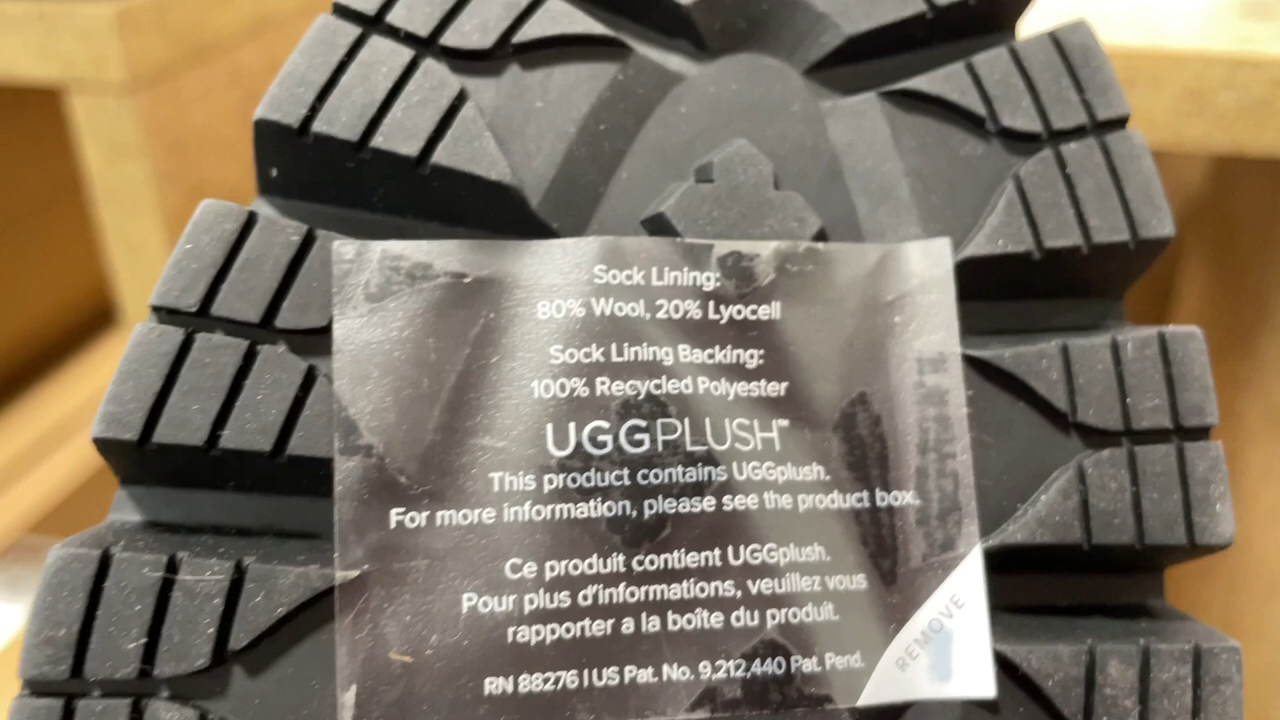 Sock Lining:
80% Wool, 20% Lyocell
Sock Lining Backing:
100% Recycled Polyester
UGGPLUSH™
This product contains UGGplush.
For more information, please see the product box.
Ce produit contient UGGplush.
Pour plus d'informations, veuillez vous
rapporter a la boîte du produit.
RN 88276 I US Pat. No. 9,212,440 Pat. Pend.
REMOVE